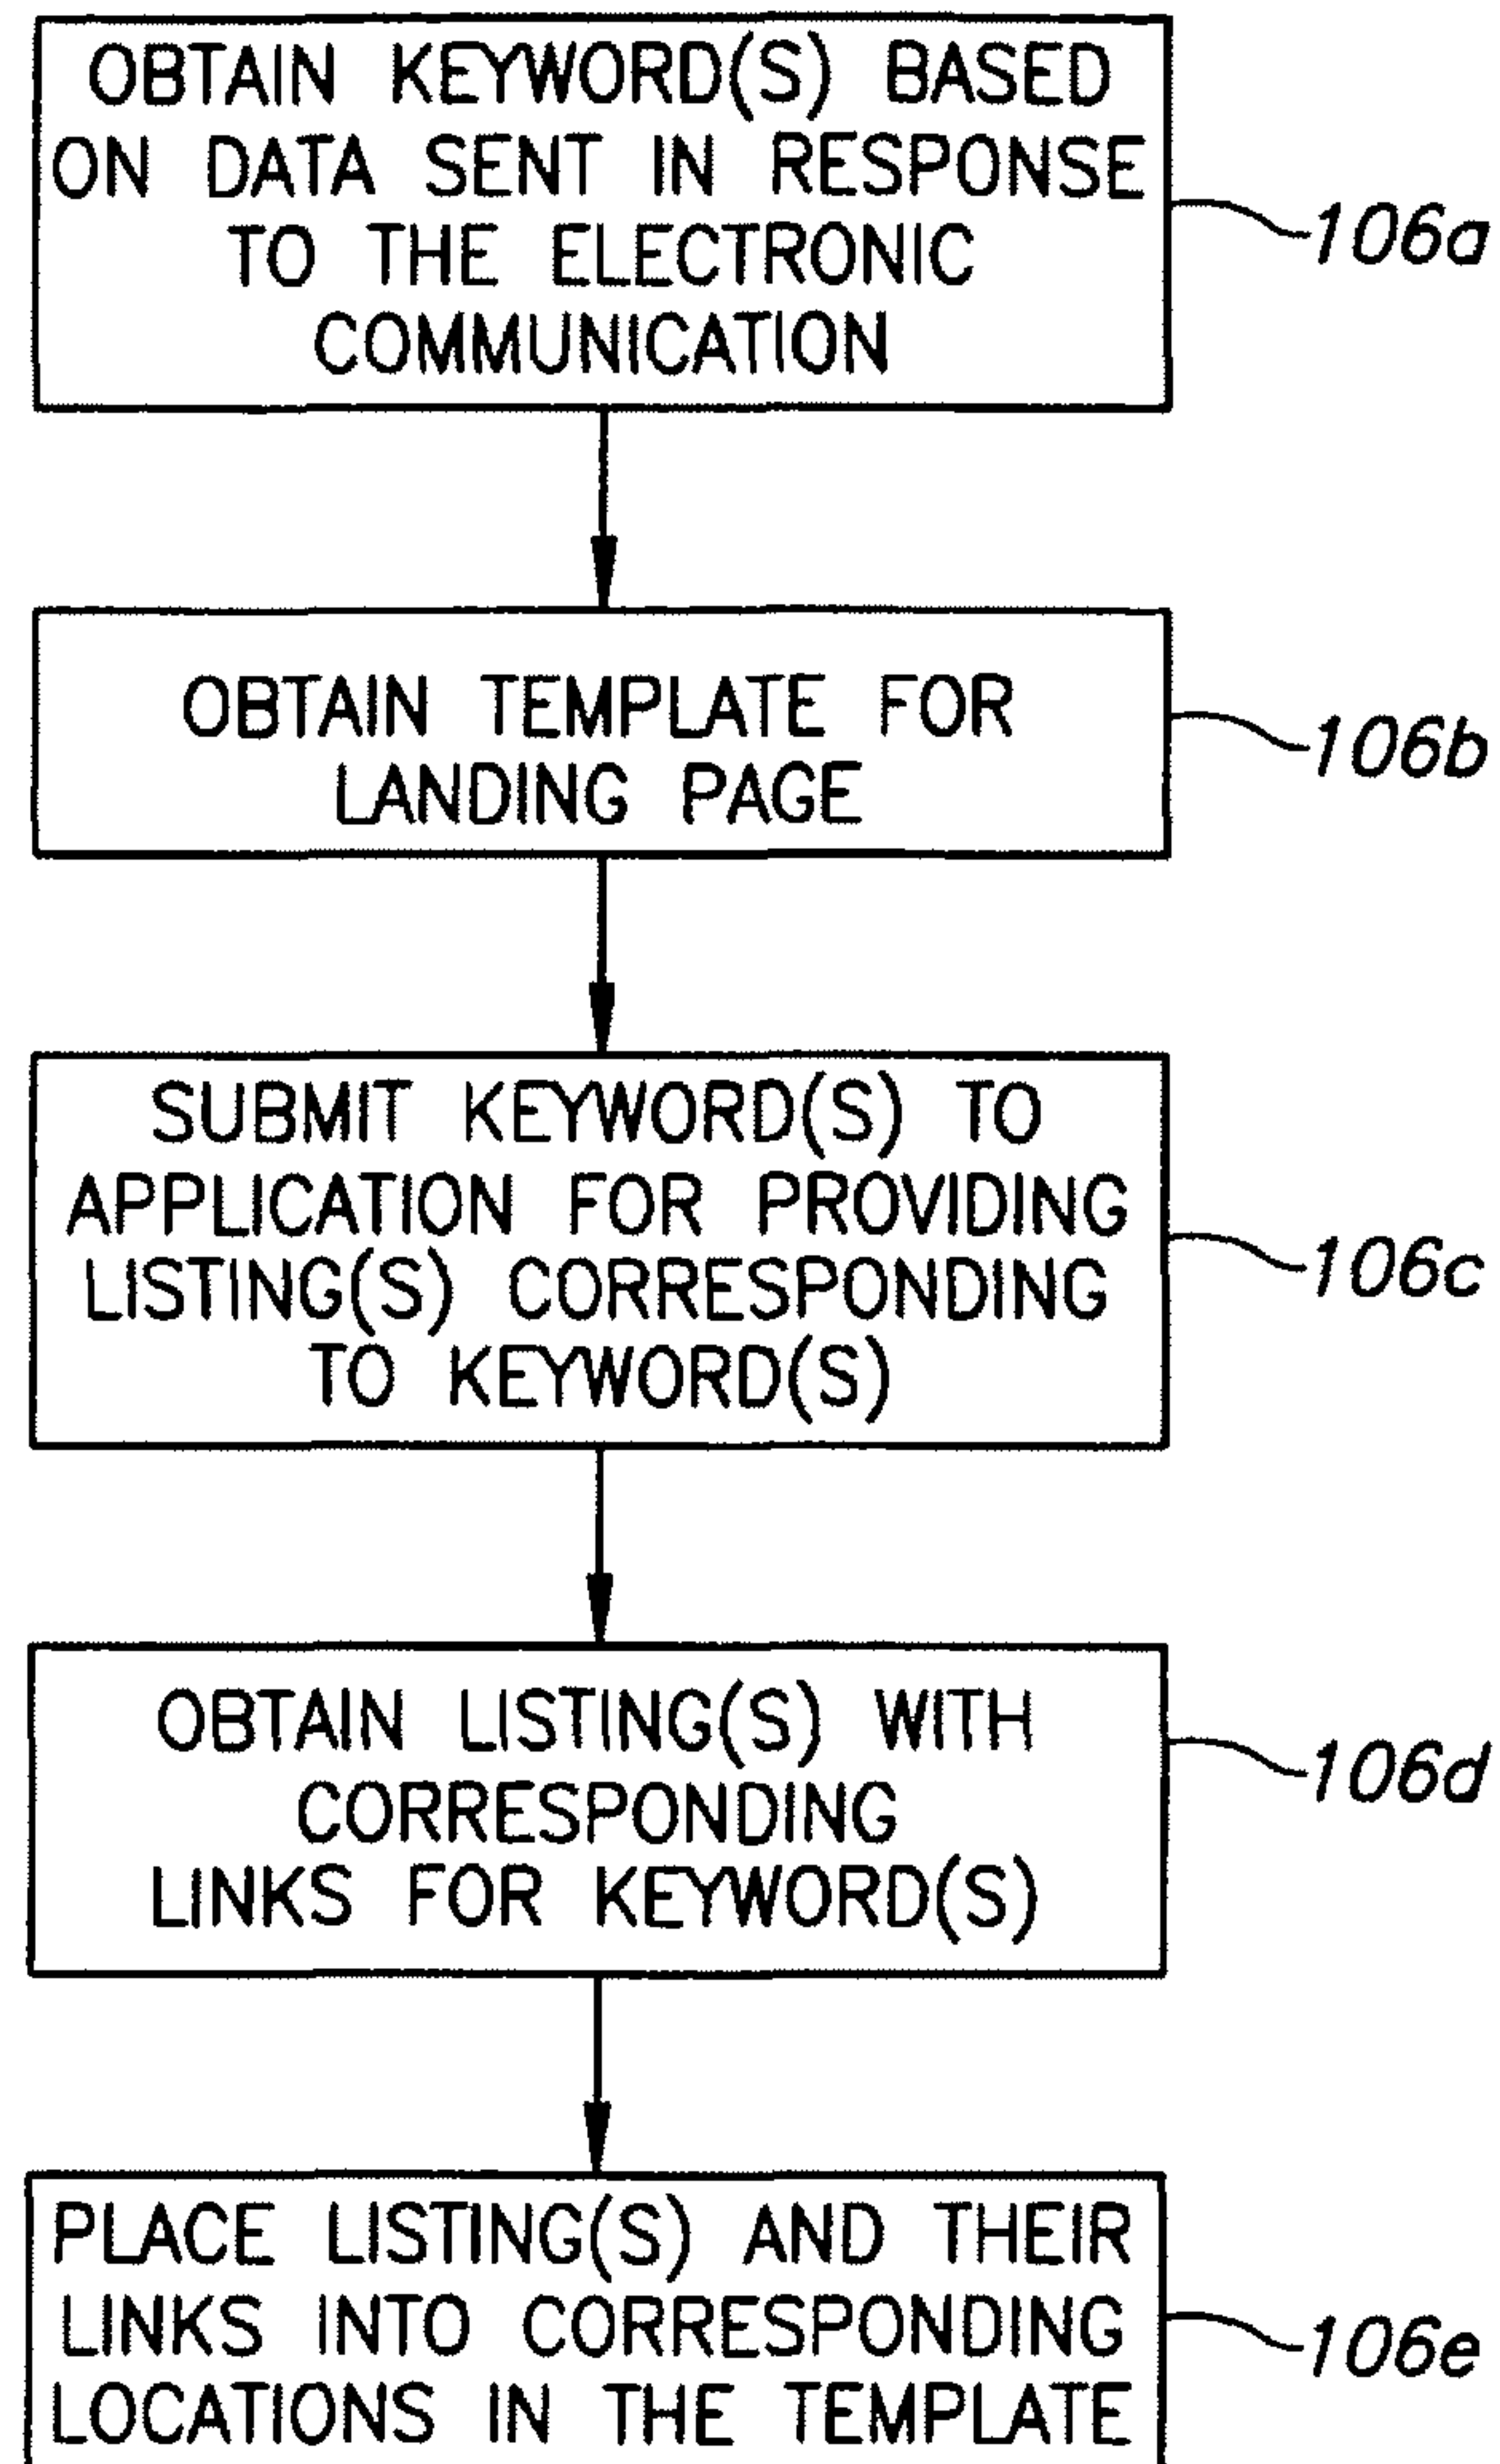 OBTAIN KEYWORD(S) BASED
ON DATA SENT IN RESPONSE
TO THE ELECTRONIC
COMMUNICATION
106a
OBTAIN TEMPLATE FOR
LANDING PAGE
106b
SUBMIT KEYWORD(S) TO
APPLICATION FOR PROVIDING
LISTING(S) CORRESPONDING
TO KEYWORD(S)
106c
OBTAIN LISTING(S) WITH
CORRESPONDING
LINKS FOR KEYWORD(S)
106d
PLACE LISTING(S) AND THEIR
LINKS INTO CORRESPONDING
LOCATIONS IN THE TEMPLATE
106e